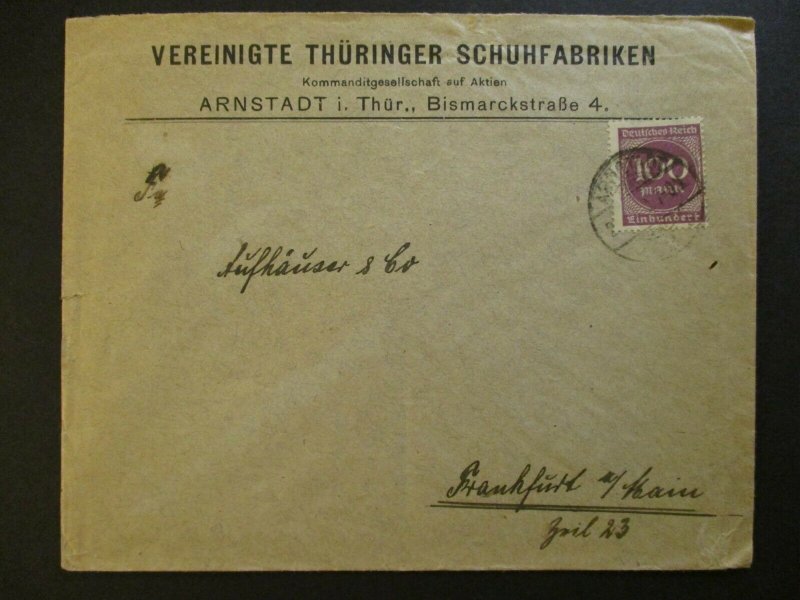 VEREINIGTE THÜRINGER SCHUHFABRIKEN
Kommanditgesellschaft auf Aktien
ARNSTADT i. Thür., Bismarckstraße 4.
Deutsches Reich
100
Mark
Einhundert
Aufhäuser & Co
Frankfurt a/Main
Zeil 23